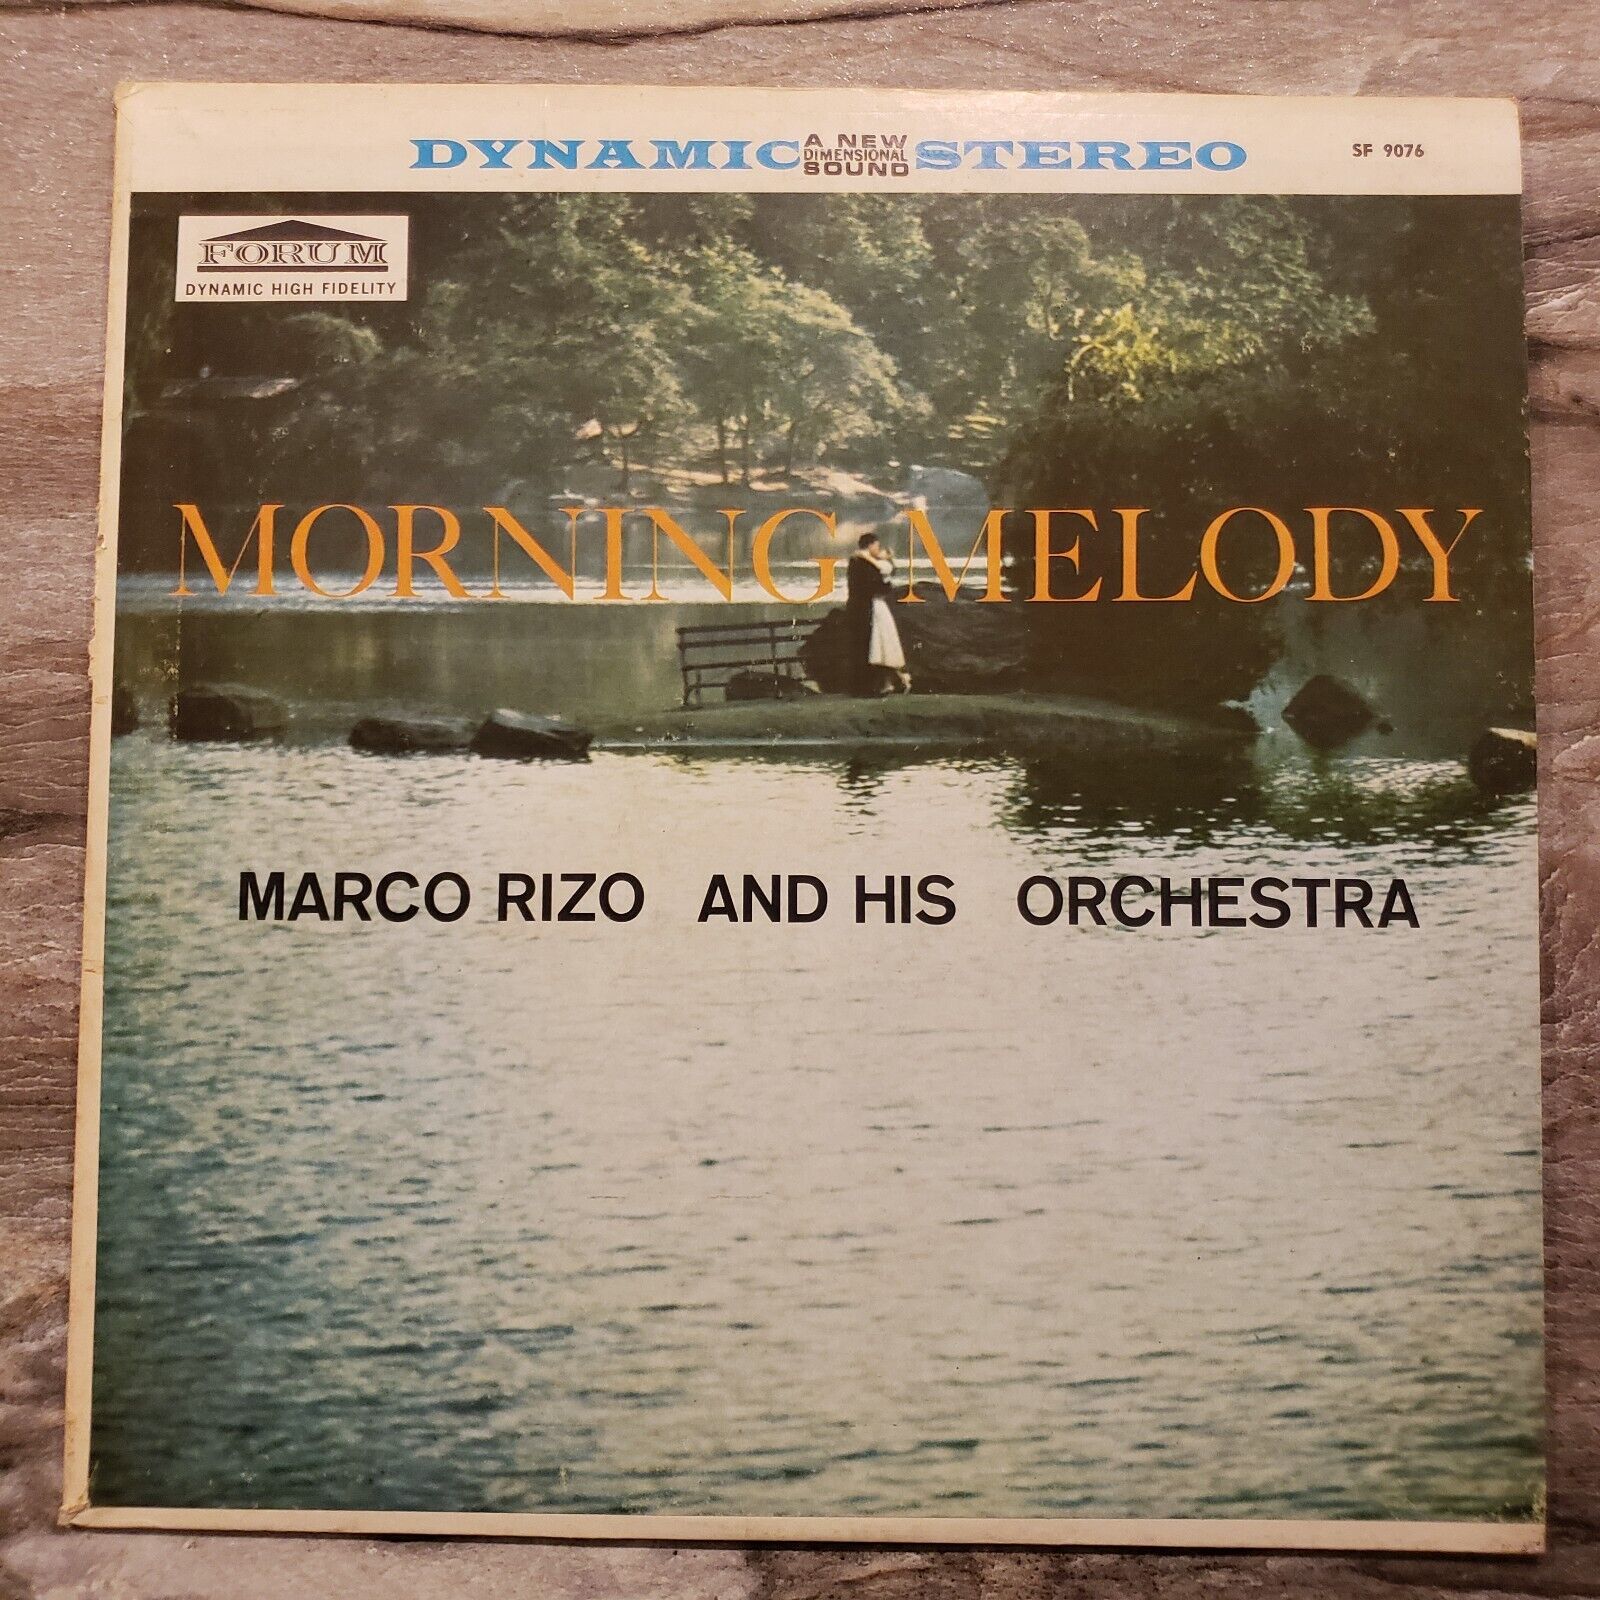 DYNAMIC A NEW DIMENSIONAL SOUND STEREO
SF 9076
FORUM
DYNAMIC HIGH FIDELITY
MORNING MELODY
MARCO RIZO AND HIS ORCHESTRA